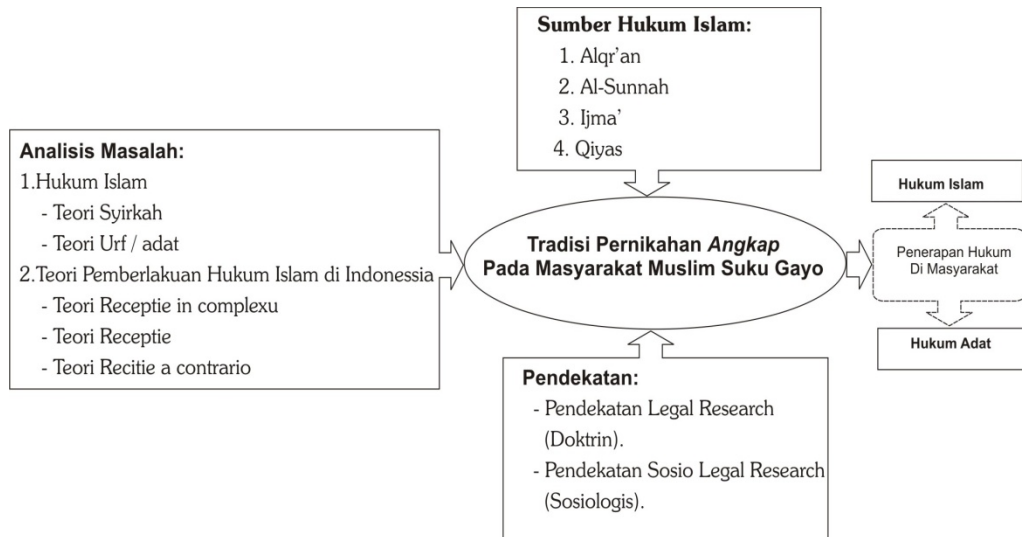 Sumber Hukum Islam:
1. Alqr'an
2. Al-Sunnah
3. Ijma'
4. Qiyas
Analisis Masalah:
1.Hukum Islam
- Teori Syirkah
- Teori Urf / adat
2.Teori Pemberlakuan Hukum Islam di Indonessia
- Teori Receptie in complexu
- Teori Receptie
- Teori Recitie a contrario
Tradisi Pernikahan Angkap
Pada Masyarakat Muslim Suku Gayo
Pendekatan:
- Pendekatan Legal Research
(Doktrin).
- Pendekatan Sosio Legal Research
(Sosiologis).
Hukum Islam
Penerapan Hukum
Di Masyarakat
Hukum Adat